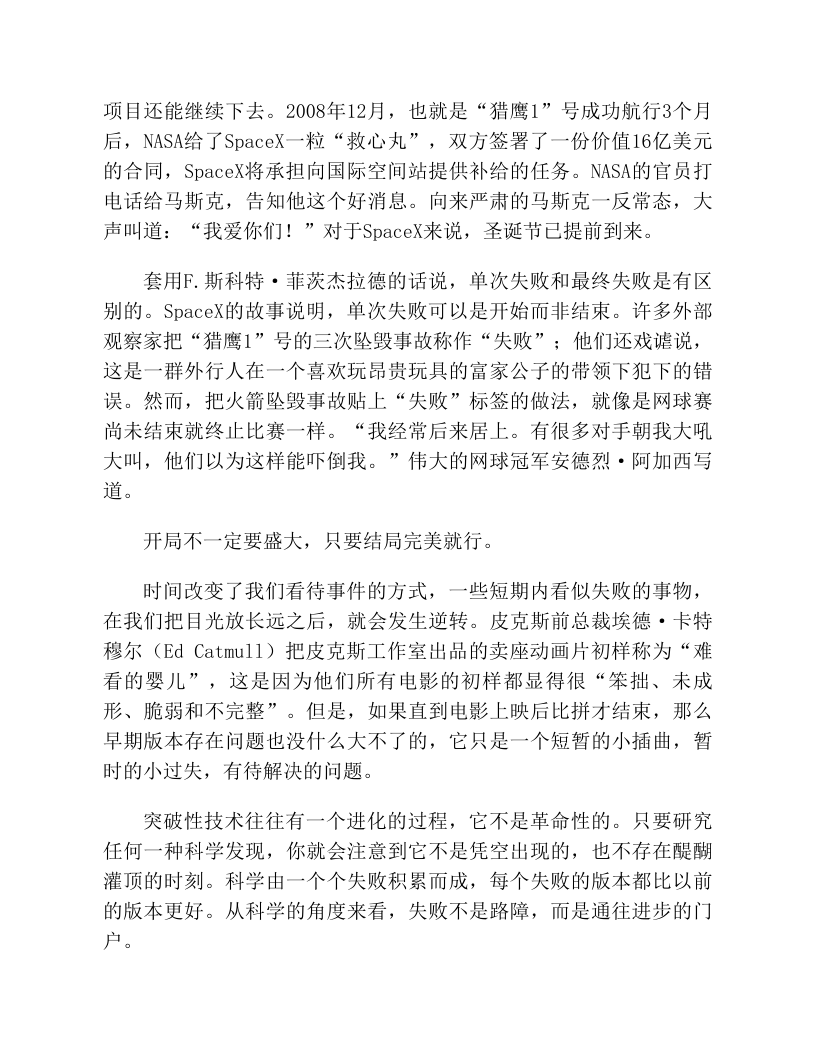 项目还能继续下去。2008年12月，也就是“猎鹰1”号成功航行3个月
后，NASA给了SpaceX一粒“救心丸”，双方签署了一份价值16亿美元
的合同，SpaceX将承担向国际空间站提供补给的任务。NASA的官员打
电话给马斯克，告知他这个好消息。向来严肃的马斯克一反常态，大
声叫道：“我爱你们！”对于SpaceX来说，圣诞节已提前到来。
套用F.斯科特·菲茨杰拉德的话说，单次失败和最终失败是有区
别的。SpaceX的故事说明，单次失败可以是开始而非结束。许多外部
观察家把“猎鹰1”号的三次坠毁事故称作“失败”；他们还戏谑说，
这是一群外行人在一个喜欢玩昂贵玩具的富家公子的带领下犯下的错
误。然而，把火箭坠毁事故贴上“失败”标签的做法，就像是网球赛
尚未结束就终止比赛一样。“我经常后来居上。有很多对手朝我大吼
大叫，他们以为这样能吓倒我。”伟大的网球冠军安德烈·阿加西写
道。
开局不一定要盛大，只要结局完美就行。
时间改变了我们看待事件的方式，一些短期内看似失败的事物，
在我们把目光放长远之后，就会发生逆转。皮克斯前总裁埃德·卡特
穆尔（Ed Catmull）把皮克斯工作室出品的卖座动画片初样称为“难
看的婴儿”，这是因为他们所有电影的初样都显得很“笨拙、未成
形、脆弱和不完整”。但是，如果直到电影上映后比拼才结束，那么
早期版本存在问题也没什么大不了的，它只是一个短暂的小插曲，暂
时的小过失，有待解决的问题。
突破性技术往往有一个进化的过程，它不是革命性的。只要研究
任何一种科学发现，你就会注意到它不是凭空出现的，也不存在醍醐
灌顶的时刻。科学由一个个失败积累而成，每个失败的版本都比以前
的版本更好。从科学的角度来看，失败不是路障，而是通往进步的门
户。